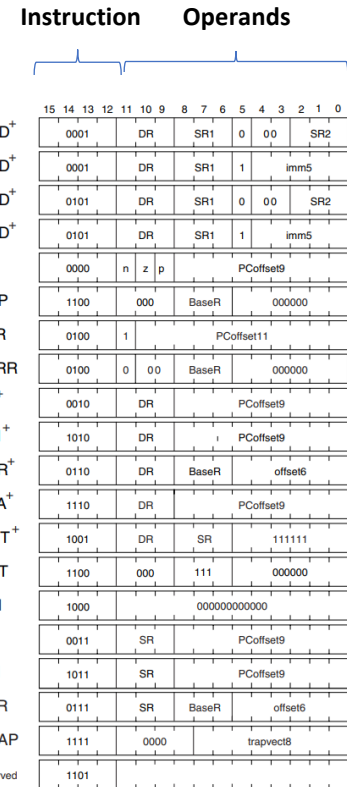 Instruction Operands
15 14 13 12 11 10 9 8 7 6 5 4 3 2 1 0
D+ 0001 DR SR1 0 00 SR2
D+ 0001 DR SR1 1 imm5
D+ 0101 DR SR1 0 00 SR2
D+ 0101 DR SR1 1 imm5
0000 n z p PCoffset9
P 1100 000 BaseR 000000
R 0100 1 PCoffset11
RR 0100 0 00 BaseR 000000
+ 0010 DR PCoffset9
+ 1010 DR PCoffset9
R+ 0110 DR BaseR offset6
A+ 1110 DR PCoffset9
T+ 1001 DR SR 111111
T 1100 000 111 000000
1000 000000000000
0011 SR PCoffset9
1011 SR PCoffset9
R 0111 SR BaseR offset6
AP 1111 0000 trapvect8
ved 1101